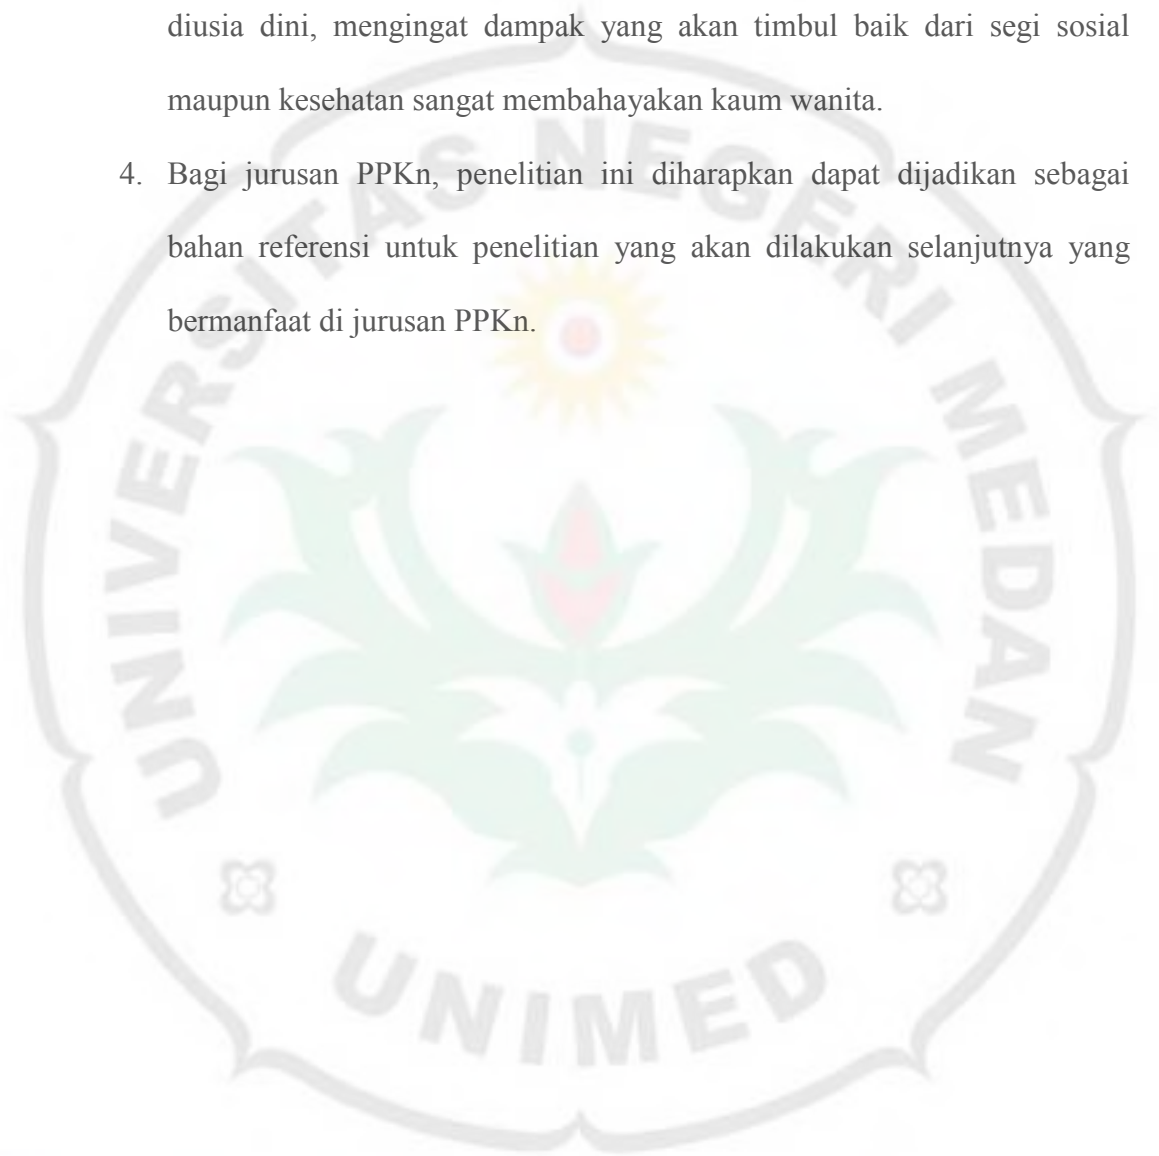 diusia dini, mengingat dampak yang akan timbul baik dari segi sosial
maupun kesehatan sangat membahayakan kaum wanita.
4. Bagi jurusan PPKn, penelitian ini diharapkan dapat dijadikan sebagai
bahan referensi untuk penelitian yang akan dilakukan selanjutnya yang
bermanfaat di jurusan PPKn.
UNIVERSITAS NEGERI MEDAN
UNIMED